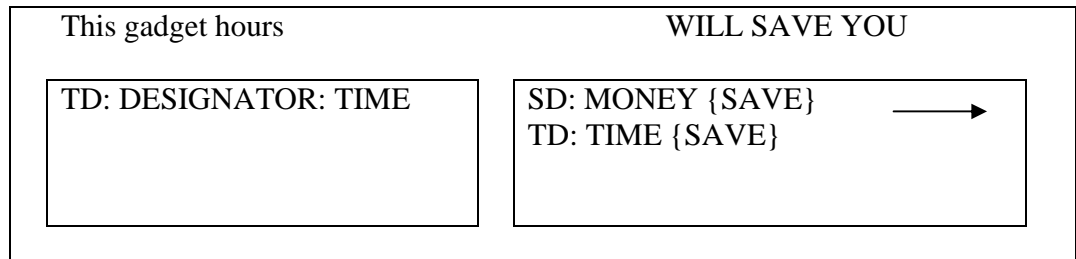 This gadget hours WILL SAVE YOU
TD: DESIGNATOR: TIME
SD: MONEY {SAVE}
TD: TIME {SAVE}